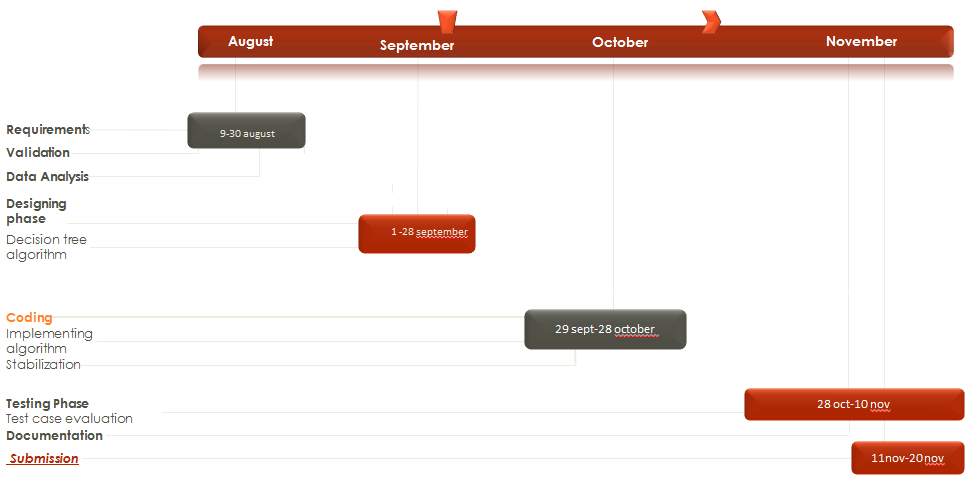 August
September
October
November
Requirements
9-30 august
Validation
Data Analysis
Designing
phase
1 -28 september
Decision tree
algorithm
Coding
Implementing
algorithm
29 sept-28 october
Stabilization
Testing Phase
28 oct-10 nov
Test case evaluation
Documentation
Submission
11nov-20nov